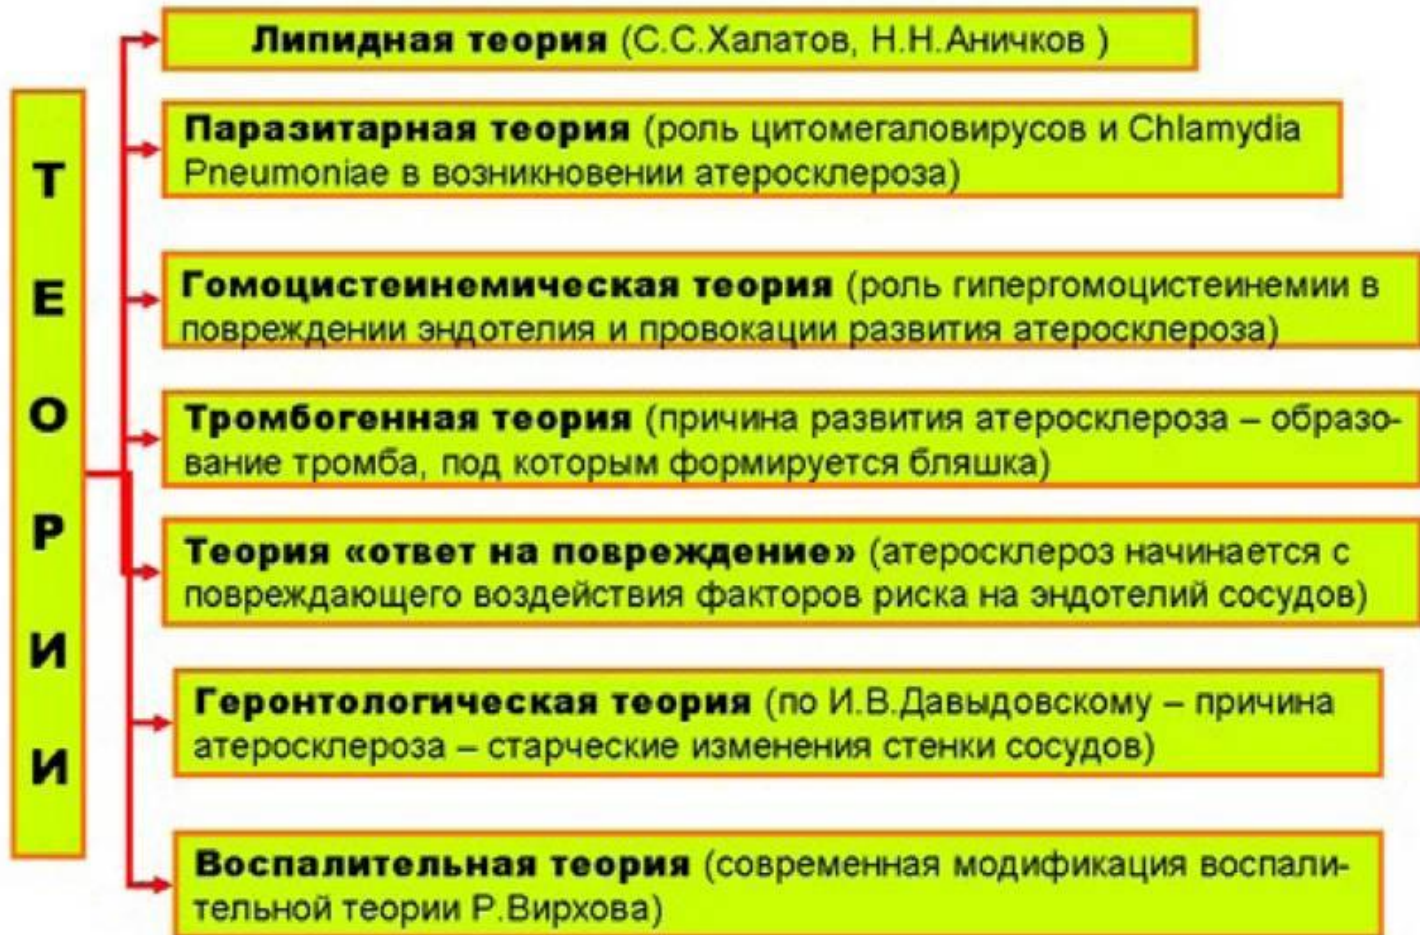 ТЕОРИИ
Липидная теория (С.С.Халатов, Н.Н.Аничков )
Паразитарная теория (роль цитомегаловирусов и Chlamydia
Pneumoniae в возникновении атеросклероза)
Гомоцистеинемическая теория (роль гипергомоцистеинемии в
повреждении эндотелия и провокации развития атеросклероза)
Тромбогенная теория (причина развития атеросклероза – образо-
вание тромба, под которым формируется бляшка)
Теория «ответ на повреждение» (атеросклероз начинается с
повреждающего воздействия факторов риска на эндотелий сосудов)
Геронтологическая теория (по И.В.Давыдовскому – причина
атеросклероза – старческие изменения стенки сосудов)
Воспалительная теория (современная модификация воспали-
тельной теории Р.Вирхова)